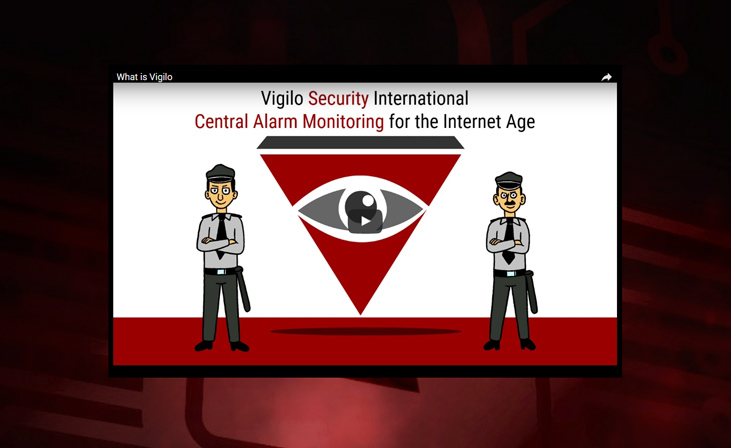 What is Vigilo
Vigilo Security International
Central Alarm Monitoring for the Internet Age